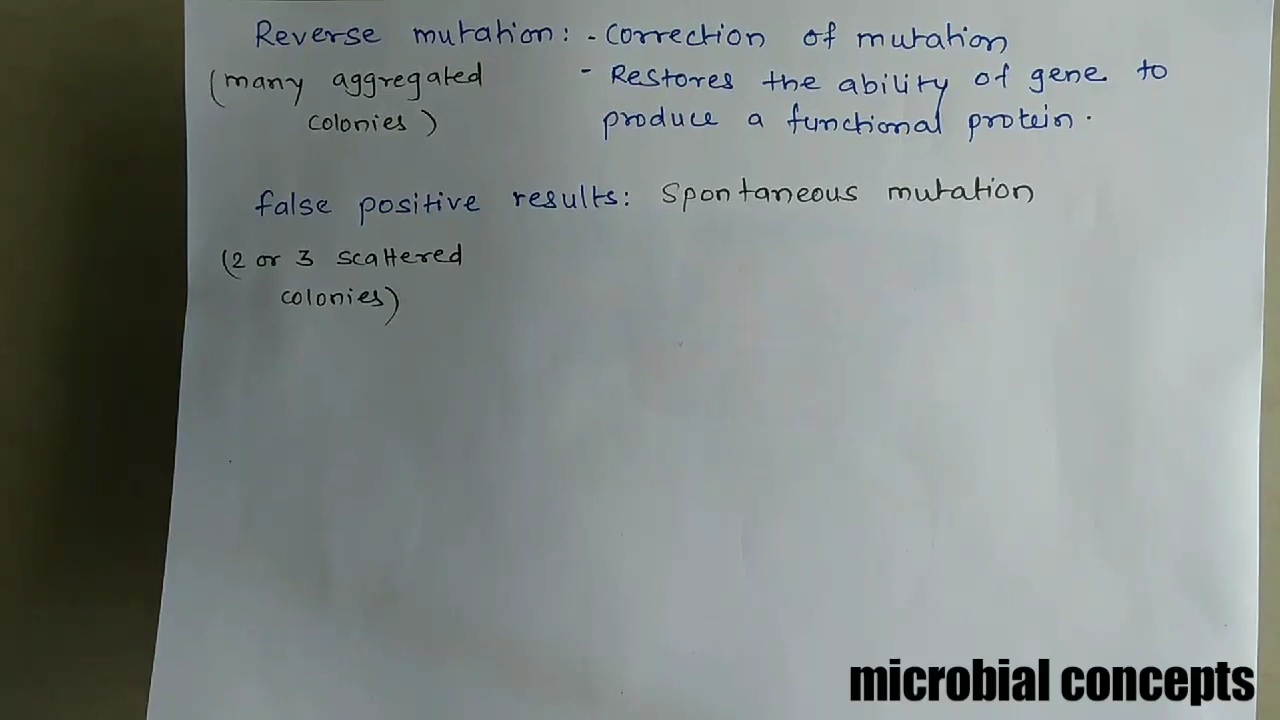 Reverse mutation: - Correction of mutation
(many aggregated colonies) - Restores the ability of gene to
produce a functional protein.
false positive results: Spontaneous mutation
(2 or 3 scattered
colonies)
microbial concepts